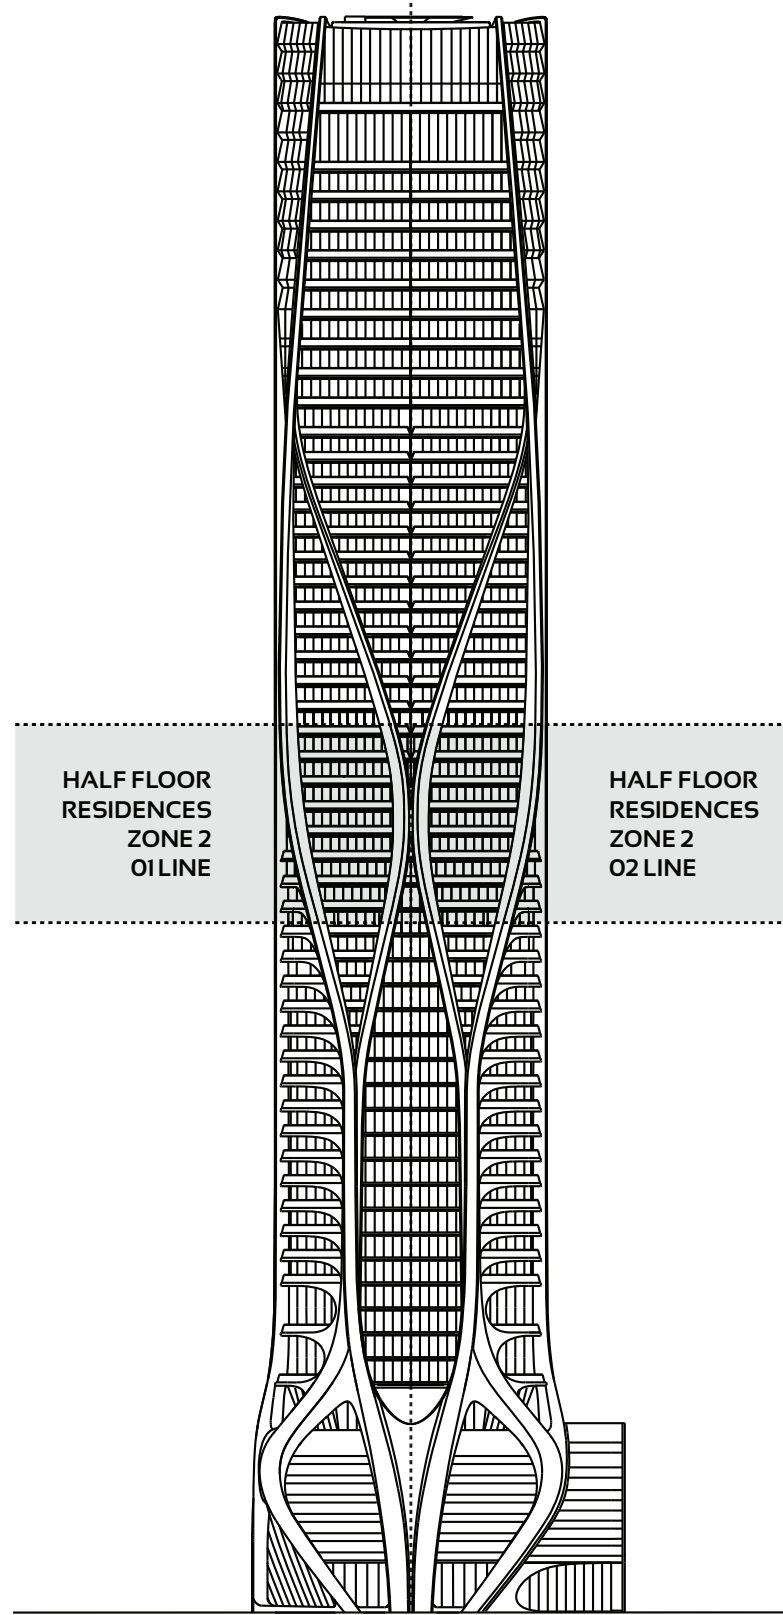 HALF FLOOR
RESIDENCES
ZONE 2
01 LINE
HALF FLOOR
RESIDENCES
ZONE 2
02 LINE